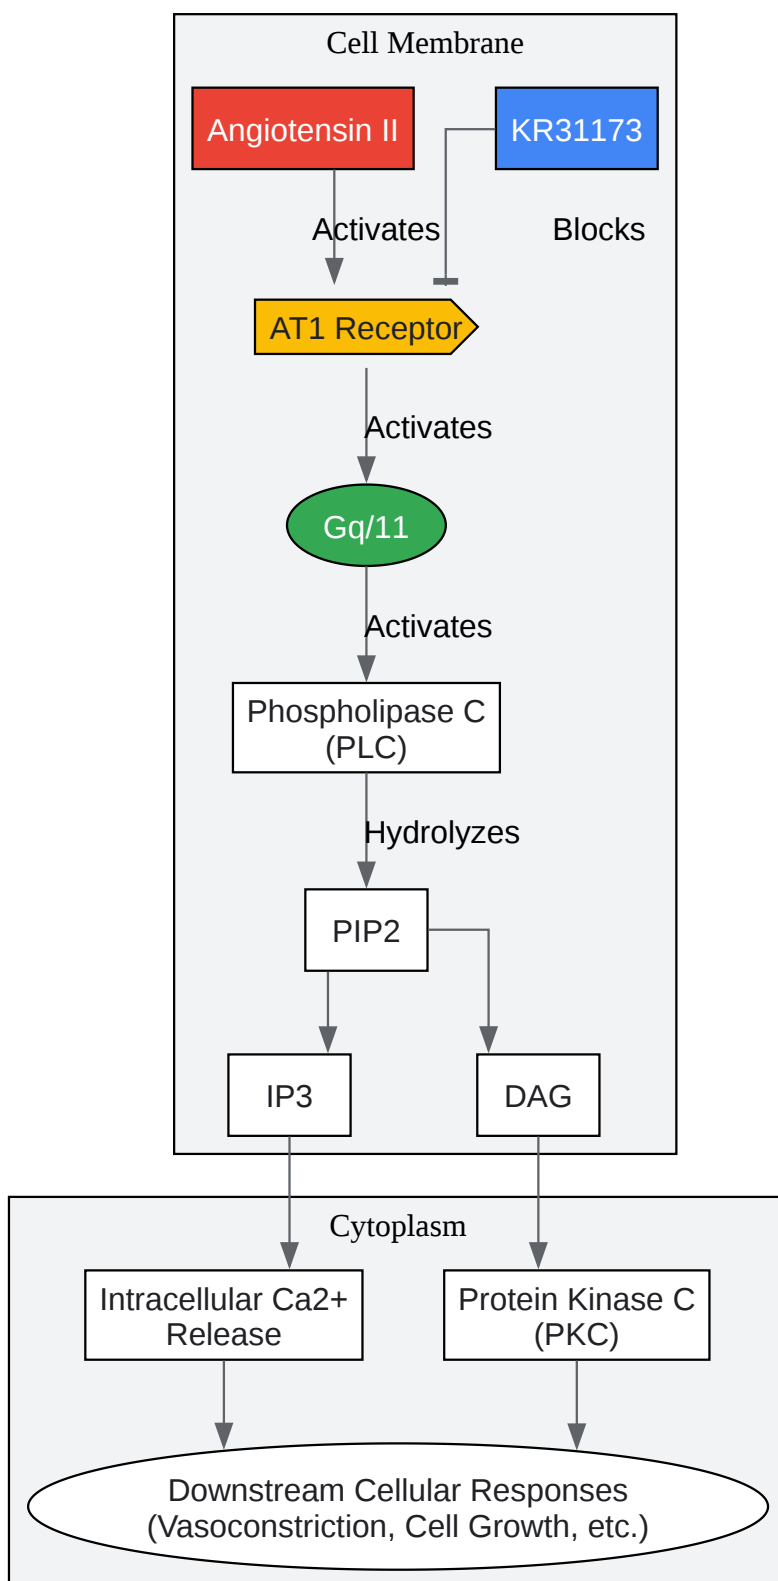 Cell Membrane
Angiotensin II
KR31173
Activates
Blocks
AT1 Receptor
Activates
Gq/11
Activates
Phospholipase C
(PLC)
Hydrolyzes
PIP2
IP3
DAG
Cytoplasm
Intracellular Ca2+
Release
Protein Kinase C
(PKC)
Downstream Cellular Responses
(Vasoconstriction, Cell Growth, etc.)